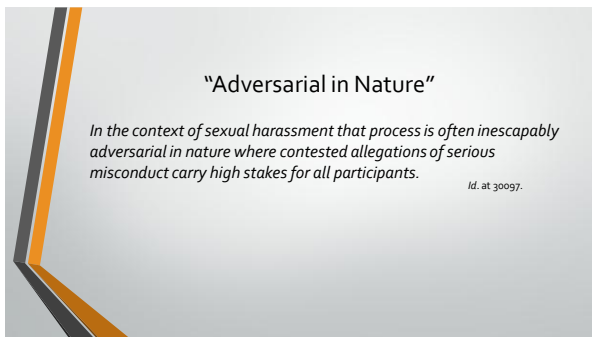 “Adversarial in Nature”
In the context of sexual harassment that process is often inescapably
adversarial in nature where contested allegations of serious
misconduct carry high stakes for all participants.
Id. at 30097.